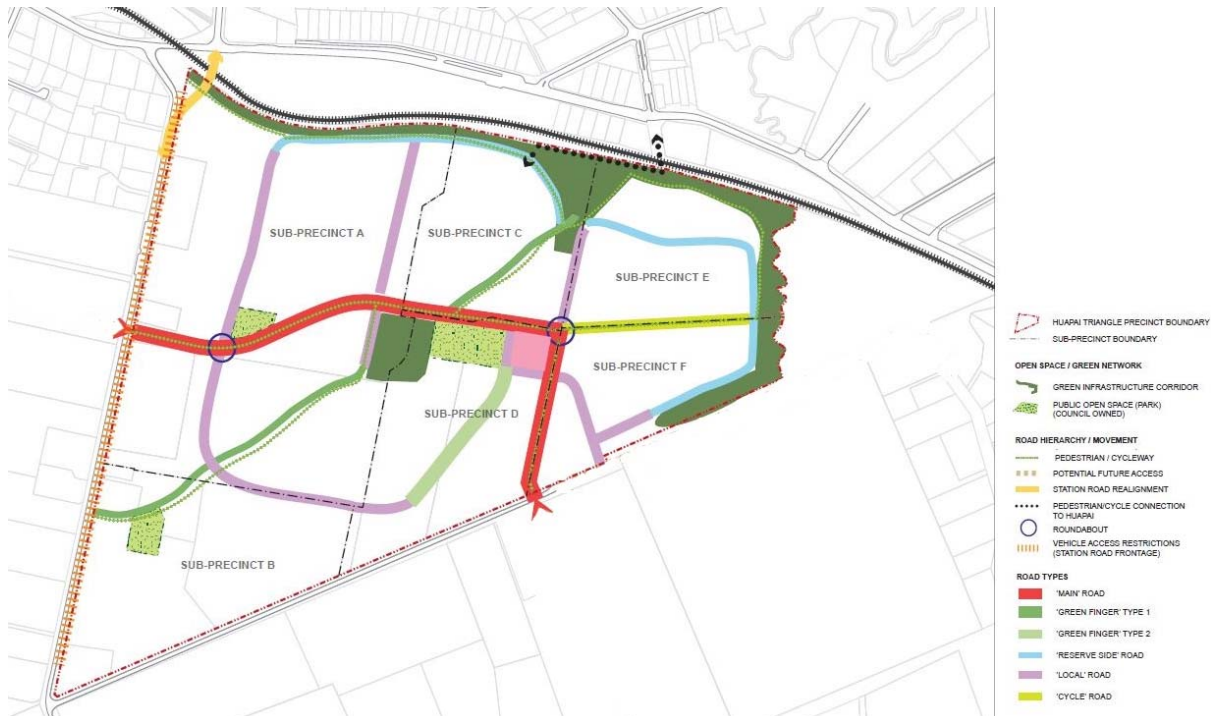 SUB-PRECINCT A
SUB-PRECINCT C
SUB-PRECINCT E
SUB-PRECINCT F
SUB-PRECINCT D
SUB-PRECINCT B
HUAPAI TRIANGLE PRECINCT BOUNDARY
SUB-PRECINCT BOUNDARY
OPEN SPACE / GREEN NETWORK
GREEN INFRASTRUCTURE CORRIDOR
PUBLIC OPEN SPACE (PARK)
(COUNCIL OWNED)
ROAD HIERARCHY / MOVEMENT
PEDESTRIAN / CYCLEWAY
POTENTIAL FUTURE ACCESS
STATION ROAD REALIGNMENT
PEDESTRIAN/CYCLE CONNECTION
TO HUAPAI
ROUNDABOUT
VEHICLE ACCESS RESTRICTIONS
(STATION ROAD FRONTAGE)
ROAD TYPES
'MAIN' ROAD
'GREEN FINGER' TYPE 1
'GREEN FINGER' TYPE 2
'RESERVE SIDE' ROAD
'LOCAL' ROAD
'CYCLE' ROAD